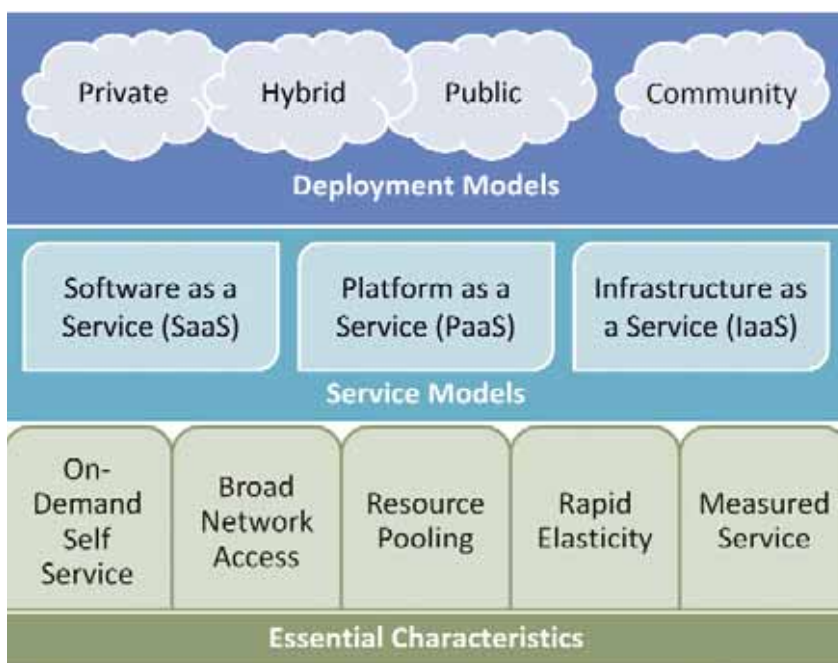 Private
Hybrid
Public
Community
Deployment Models
Software as a
Service (SaaS)
Platform as a
Service (PaaS)
Infrastructure as
a Service (IaaS)
Service Models
On-
Demand
Self
Service
Broad
Network
Access
Resource
Pooling
Rapid
Elasticity
Measured
Service
Essential Characteristics